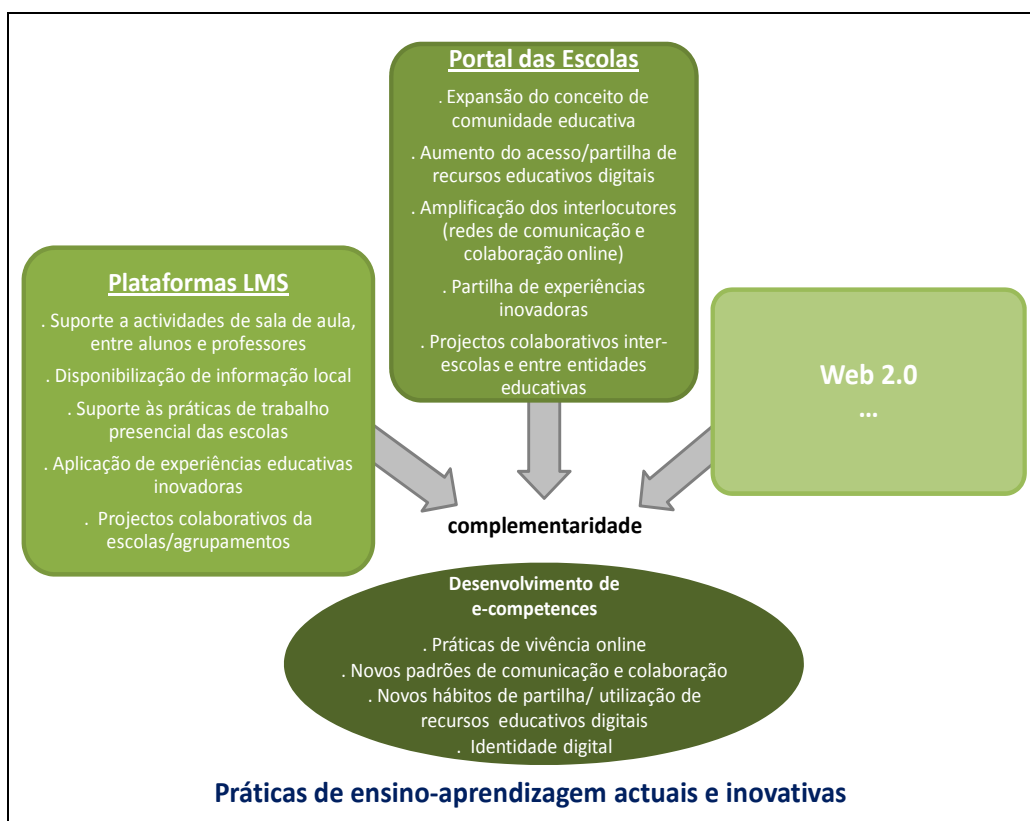 Portal das Escolas
. Expansão do conceito de
comunidade educativa
. Aumento do acesso/partilha de
recursos educativos digitais
. Amplificação dos interlocutores
(redes de comunicação e
colaboração online)
. Partilha de experiências
inovadoras
. Projectos colaborativos inter-
escolas e entre entidades
educativas
Plataformas LMS
. Suporte a actividades de sala de aula,
entre alunos e professores
. Disponibilização de informação local
. Suporte às práticas de trabalho
presencial das escolas
. Aplicação de experiências educativas
inovadoras
. Projectos colaborativos da
escolas/agrupamentos
Web 2.0
...
complementaridade
Desenvolvimento de
e-competences
. Práticas de vivência online
. Novos padrões de comunicação e colaboração
. Novos hábitos de partilha/ utilização de
recursos educativos digitais
. Identidade digital
Práticas de ensino-aprendizagem actuais e inovativas